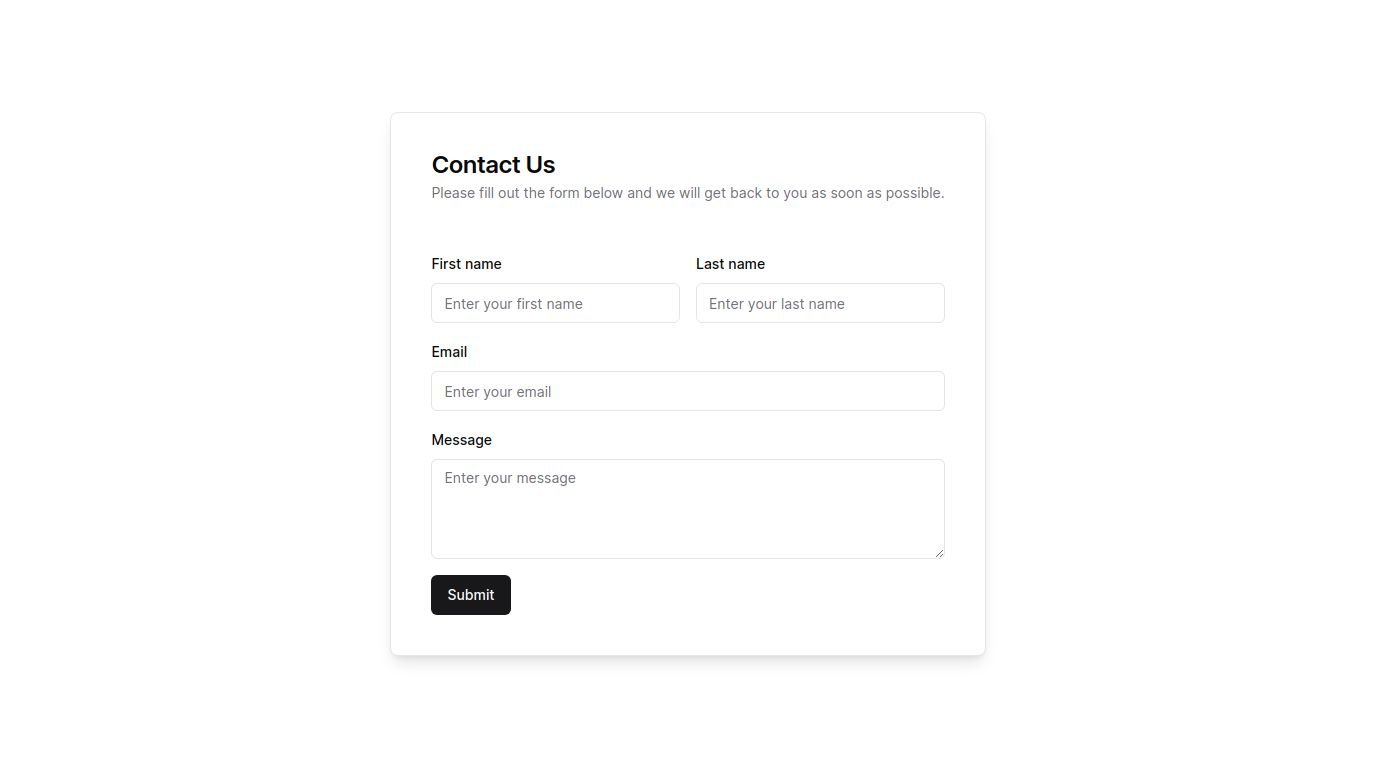 Contact Us
Please fill out the form below and we will get back to you as soon as possible.
First name
Last name
Enter your first name
Enter your last name
Email
Enter your email
Message
Enter your message
Submit